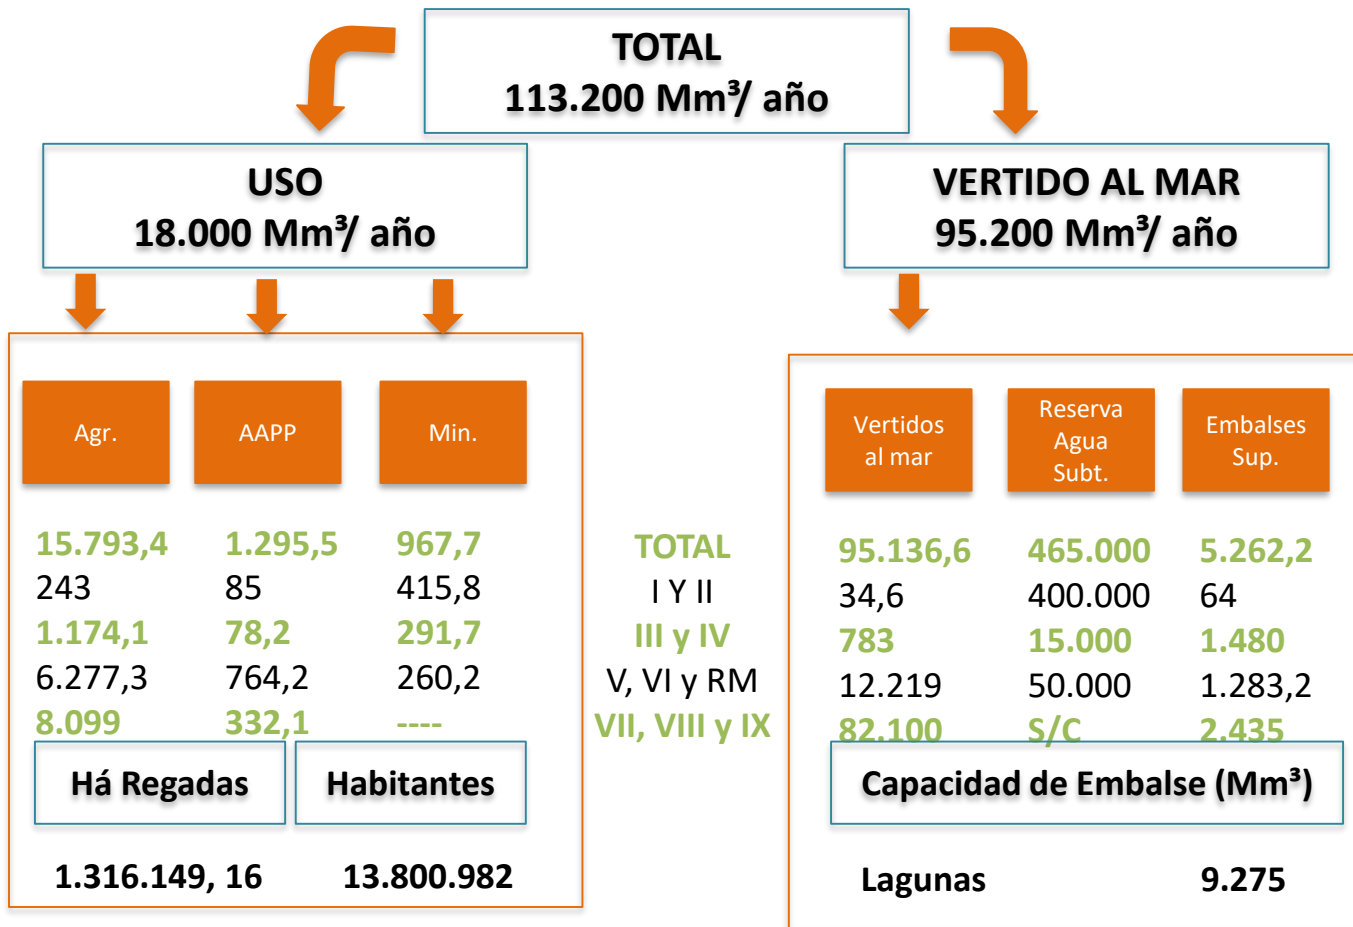 TOTAL
113.200 Mm³/ año
USO
18.000 Mm³/ año
VERTIDO AL MAR
95.200 Mm³/ año
Agr.
AAPP
Min.
Vertidos
al mar
Reserva
Agua
Subt.
Embalses
Sup.
15.793,4 1.295,5 967,7 TOTAL 95.136,6 465.000 5.262,2
243 85 415,8 I Y II 34,6 400.000 64
1.174,1 78,2 291,7 III y IV 783 15.000 1.480
6.277,3 764,2 260,2 V, VI y RM 12.219 50.000 1.283,2
8.099 332,1 ---- VII, VIII y IX 82.100 S/C 2.435
Há Regadas
Habitantes
Capacidad de Embalse (Mm³)
1.316.149, 16 13.800.982
Lagunas 9.275